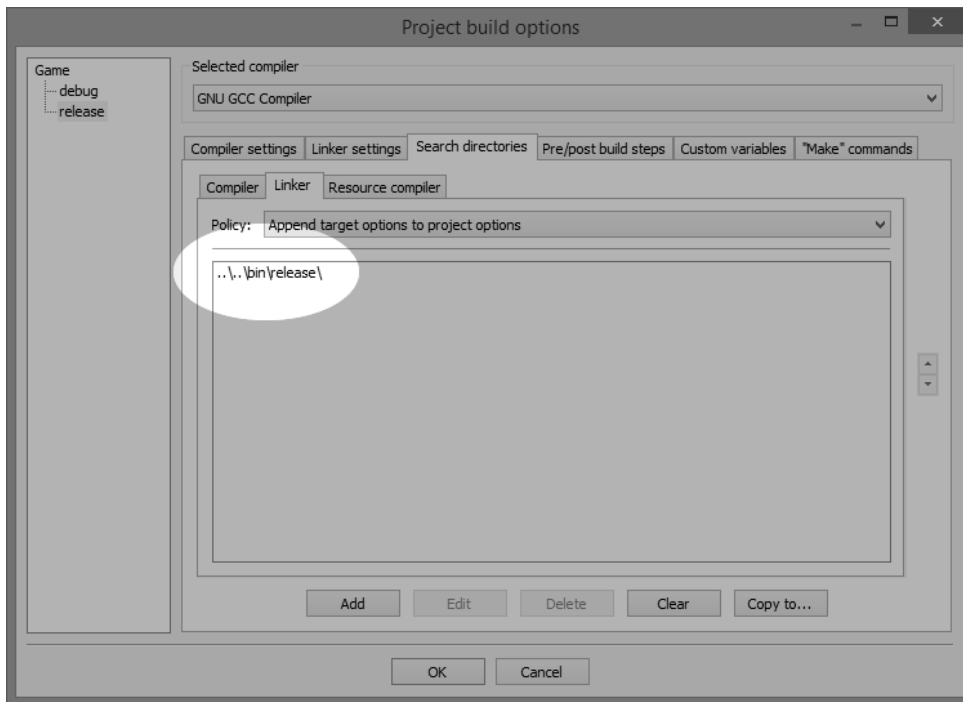 Project build options
Game
debug
release
Selected compiler
GNU GCC Compiler
Compiler settings
Linker settings
Search directories
Pre/post build steps
Custom variables
"Make" commands
Compiler
Linker
Resource compiler
Policy:
Append target options to project options
..\..\bin\release\
Add
Edit
Delete
Clear
Copy to...
OK
Cancel